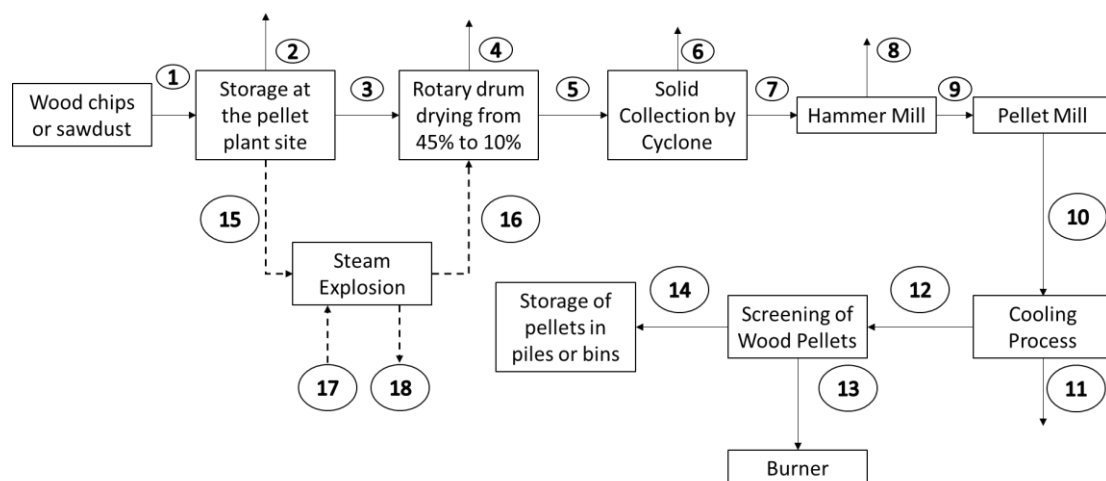 2
4
6
8
1
3
5
7
9
Wood chips
or sawdust
Storage at
the pellet
plant site
Rotary drum
drying from
45% to 10%
Solid
Collection by
Cyclone
Hammer Mill
Pellet Mill
15
16
10
Steam
Explosion
17
18
14
12
Storage of
pellets in
piles or bins
Screening of
Wood Pellets
Cooling
Process
13
11
Burner